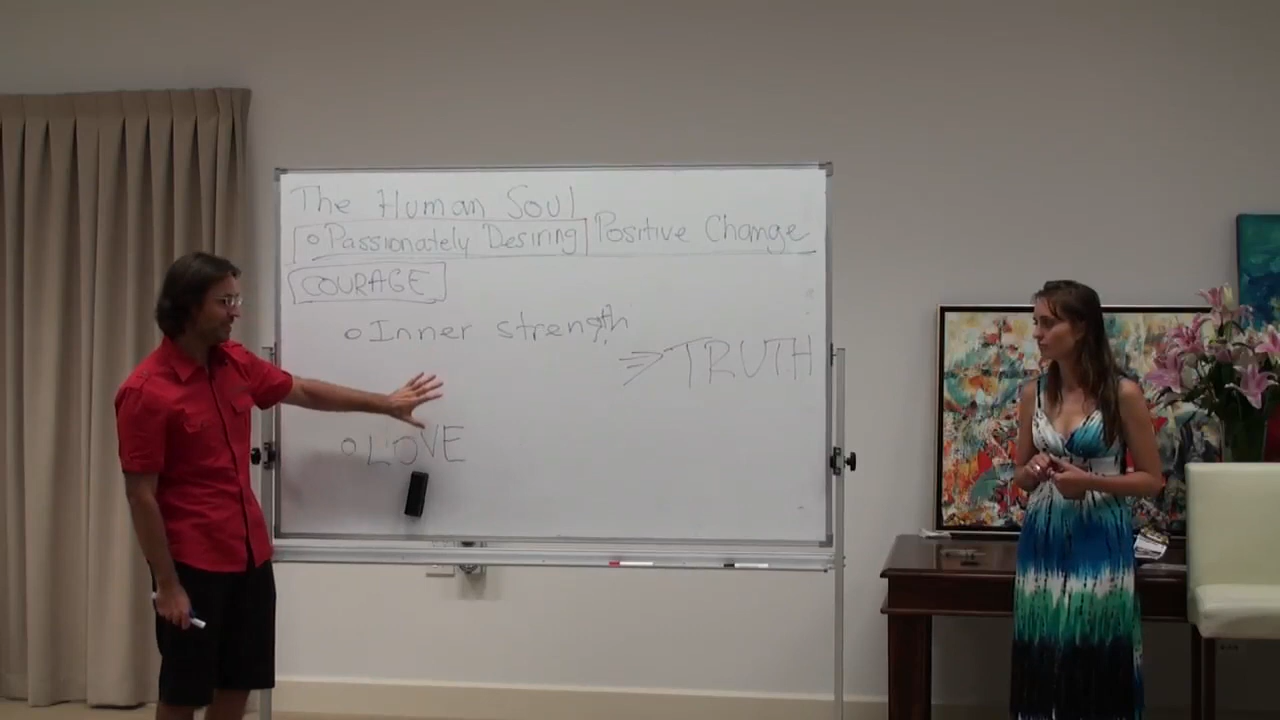 The Human Soul
o Passionately Desiring Positive Change
COURAGE
o Inner strength
⇒ TRUTH
o LOVE